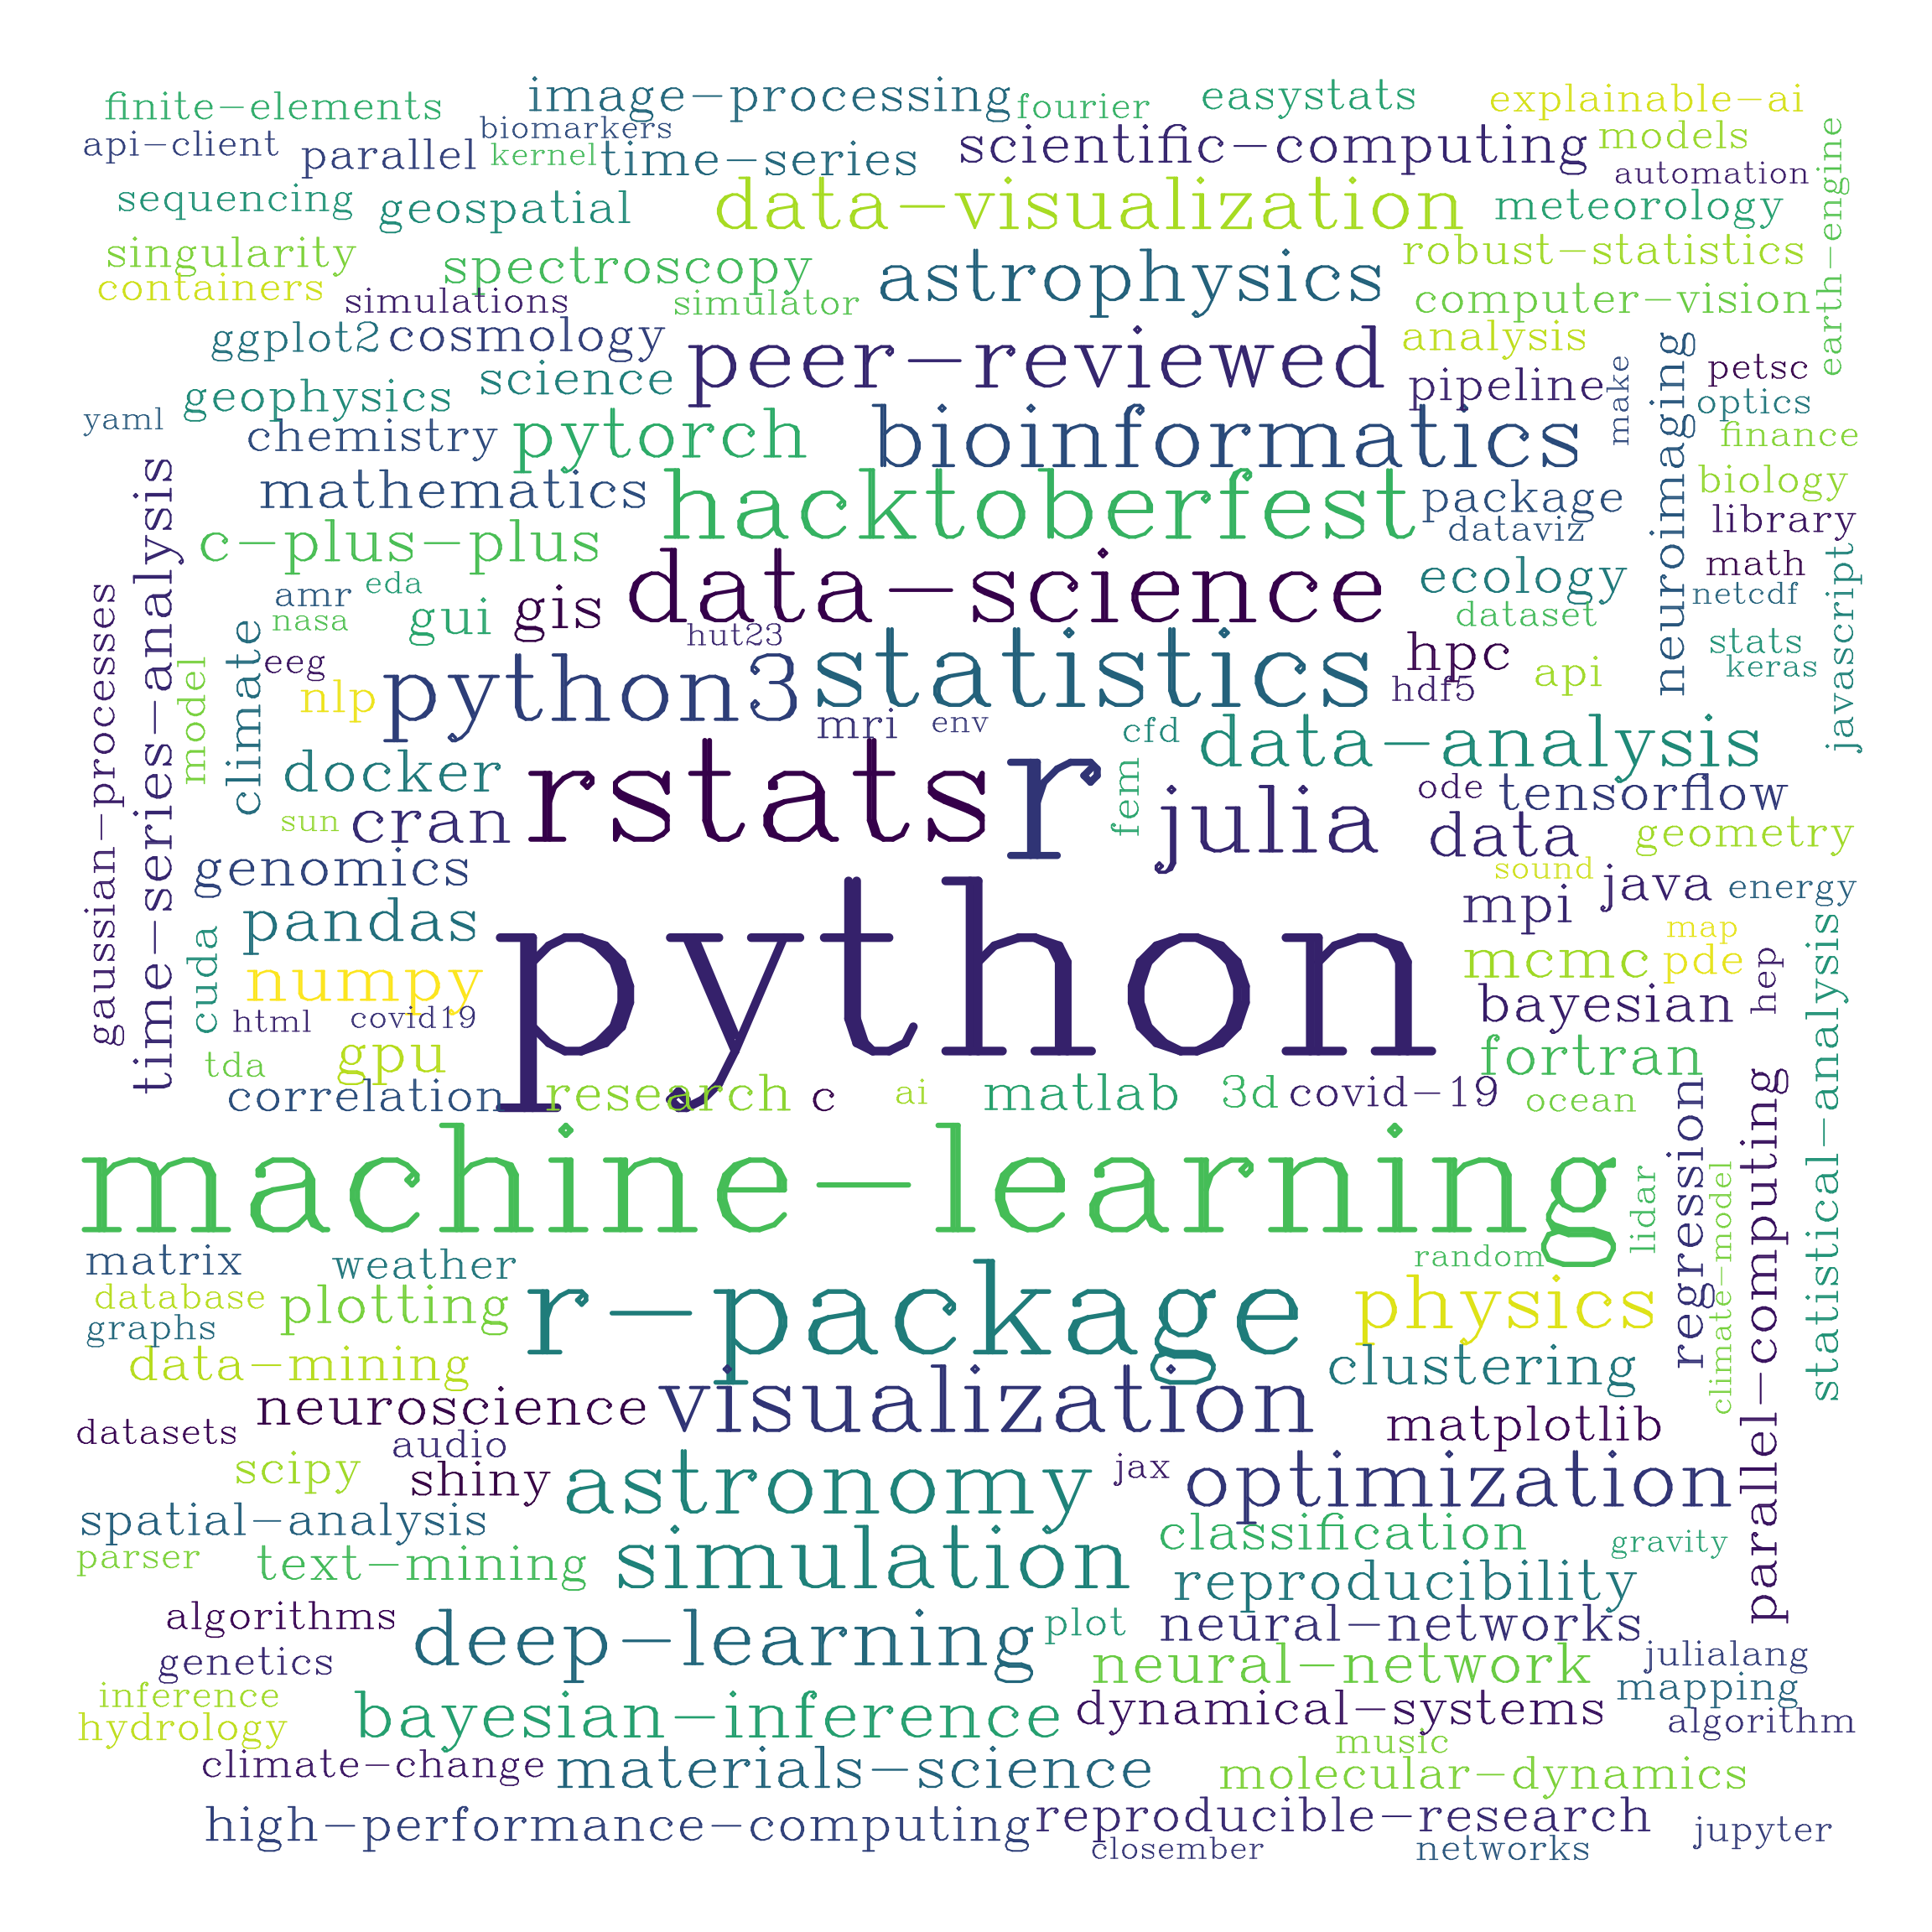 finite-elements
image-processing
fourier
easystats
explainable-ai
api-client
parallel
biomarkers
kernel
time-series
scientific-computing
models
automation
earth-engine
sequencing
geospatial
data-visualization
meteorology
singularity
spectroscopy
astrophysics
robust-statistics
containers
simulations
simulator
computer-vision
ggplot2
cosmology
peer-reviewed
analysis
make
neuroimaging
petsc
geophysics
science
pipeline
optics
yaml
chemistry
pytorch
bioinformatics
finance
time-series-analysis
mathematics
hacktoberfest
package
biology
c-plus-plus
dataviz
library
gaussian-processes
amr
eda
gis
data-science
ecology
math
netcdf
javascript
nasa
gui
hut23
dataset
model
climate
eeg
python3
statistics
hpc
stats
keras
nlp
mri
env
hdf5
api
docker
rstats
r
cfd
data-analysis
fem
ode
tensorflow
sun
cran
julia
data
geometry
genomics
sound
java
energy
pandas
python
mpi
map
statistical-analysis
cuda
numpy
mcmc
pde
hep
html
covid19
bayesian
tda
gpu
fortran
correlation
research
c
ai
matlab
3d
covid-19
ocean
regression
parallel-computing
machine-learning
lidar
climate-model
matrix
weather
random
database
plotting
r-package
physics
graphs
data-mining
clustering
datasets
neuroscience
visualization
matplotlib
audio
scipy
shiny
astronomy
jax
optimization
spatial-analysis
classification
gravity
parser
text-mining
simulation
reproducibility
algorithms
deep-learning
plot
neural-networks
genetics
neural-network
julialang
inference
bayesian-inference
dynamical-systems
mapping
hydrology
algorithm
climate-change
materials-science
music
molecular-dynamics
high-performance-computing
reproducible-research
jupyter
closember
networks